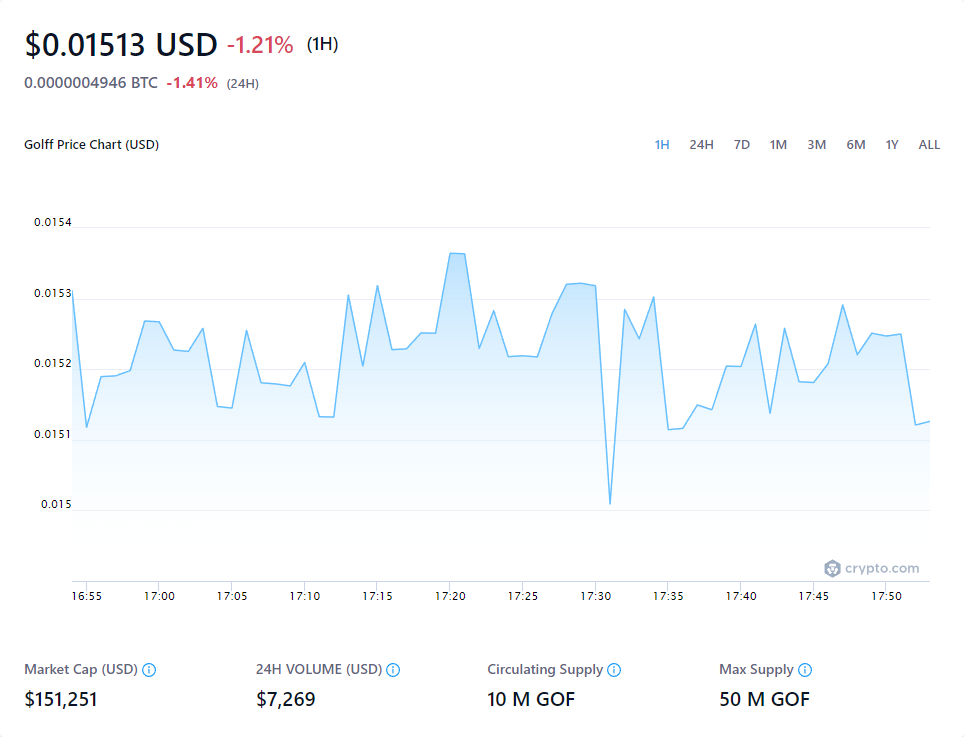 $0.01513 USD -1.21% (1H)
0.0000004946 BTC -1.41% (24H)
Golff Price Chart (USD) 1H 24H 7D 1M 3M 6M 1Y ALL
0.0154
0.0153
0.0152
0.0151
0.015
crypto.com
16:55 17:00 17:05 17:10 17:15 17:20 17:25 17:30 17:35 17:40 17:45 17:50
Market Cap (USD) 24H VOLUME (USD) Circulating Supply Max Supply
$151,251 $7,269 10 M GOF 50 M GOF